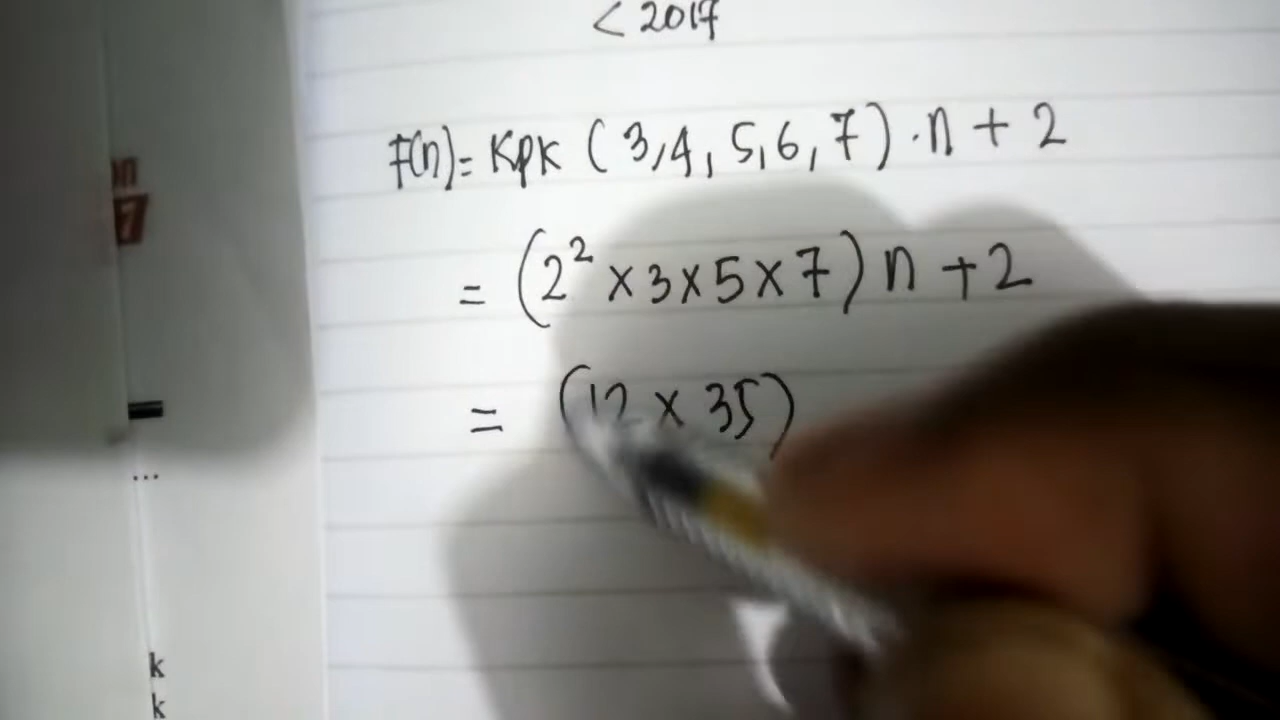 < 2017
F(n) = KpK ( 3,4, 5,6, 7) . n + 2
= (2² × 3 × 5 × 7) n + 2
= (12 × 35)
...
k
k